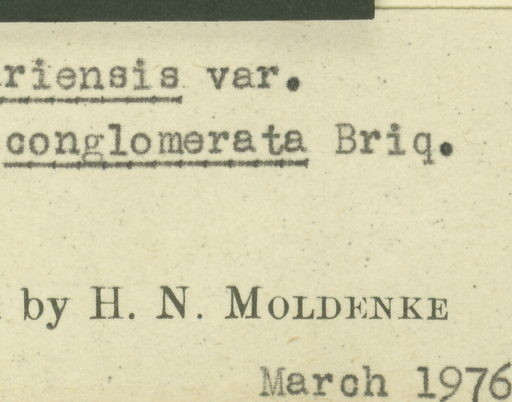 riensis var.
conglomerata Briq.
by H. N. MOLDENKE
March 1976